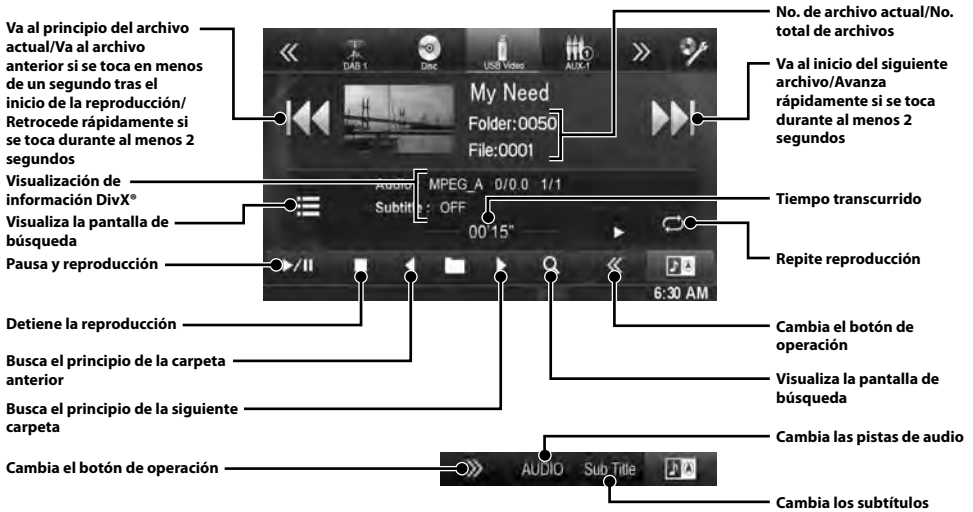 Va al principio del archivo
actual/Va al archivo
anterior si se toca en menos
de un segundo tras el
inicio de la reproducción/
Retrocede rápidamente si
se toca durante al menos 2
segundos
Visualización de
información DivX®
Visualiza la pantalla de
búsqueda
Pausa y reproducción
Detiene la reproducción
Busca el principio de la carpeta
anterior
Busca el principio de la siguiente
carpeta
Cambia el botón de operación
DAB 1
Disc
USB Video
AUX-1
My Need
Folder:0050
File:0001
Audio : MPEG_A 0/0.0 1/1
Subtitle : OFF
00'15"
6:30 AM
AUDIO Sub Title
No. de archivo actual/No.
total de archivos
Va al inicio del siguiente
archivo/Avanza
rápidamente si se toca
durante al menos 2
segundos
Tiempo transcurrido
Repite reproducción
Cambia el botón de
operación
Visualiza la pantalla de
búsqueda
Cambia las pistas de audio
Cambia los subtítulos